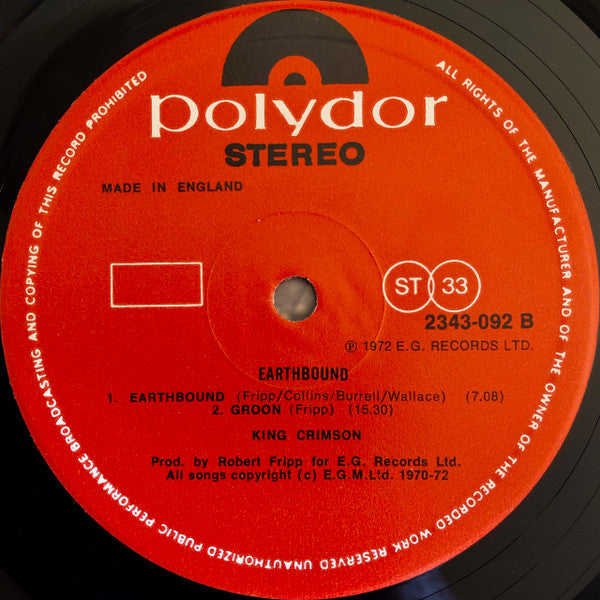 polydor
STEREO
MADE IN ENGLAND
ST 33
2343-092 B
℗ 1972 E.G. RECORDS LTD.
EARTHBOUND
1. EARTHBOUND (Fripp/Collins/Burrell/Wallace) (7.08)
2. GROON (Fripp) (15.30)
KING CRIMSON
Prod. by Robert Fripp for E.G. Records Ltd.
All songs copyright (c) E.G.M.Ltd. 1970-72
ALL RIGHTS OF THE MANUFACTURER AND OF THE OWNER OF THE RECORDED WORK RESERVED UNAUTHORIZED PUBLIC PERFORMANCE BROADCASTING AND COPYING OF THIS RECORD PROHIBITED